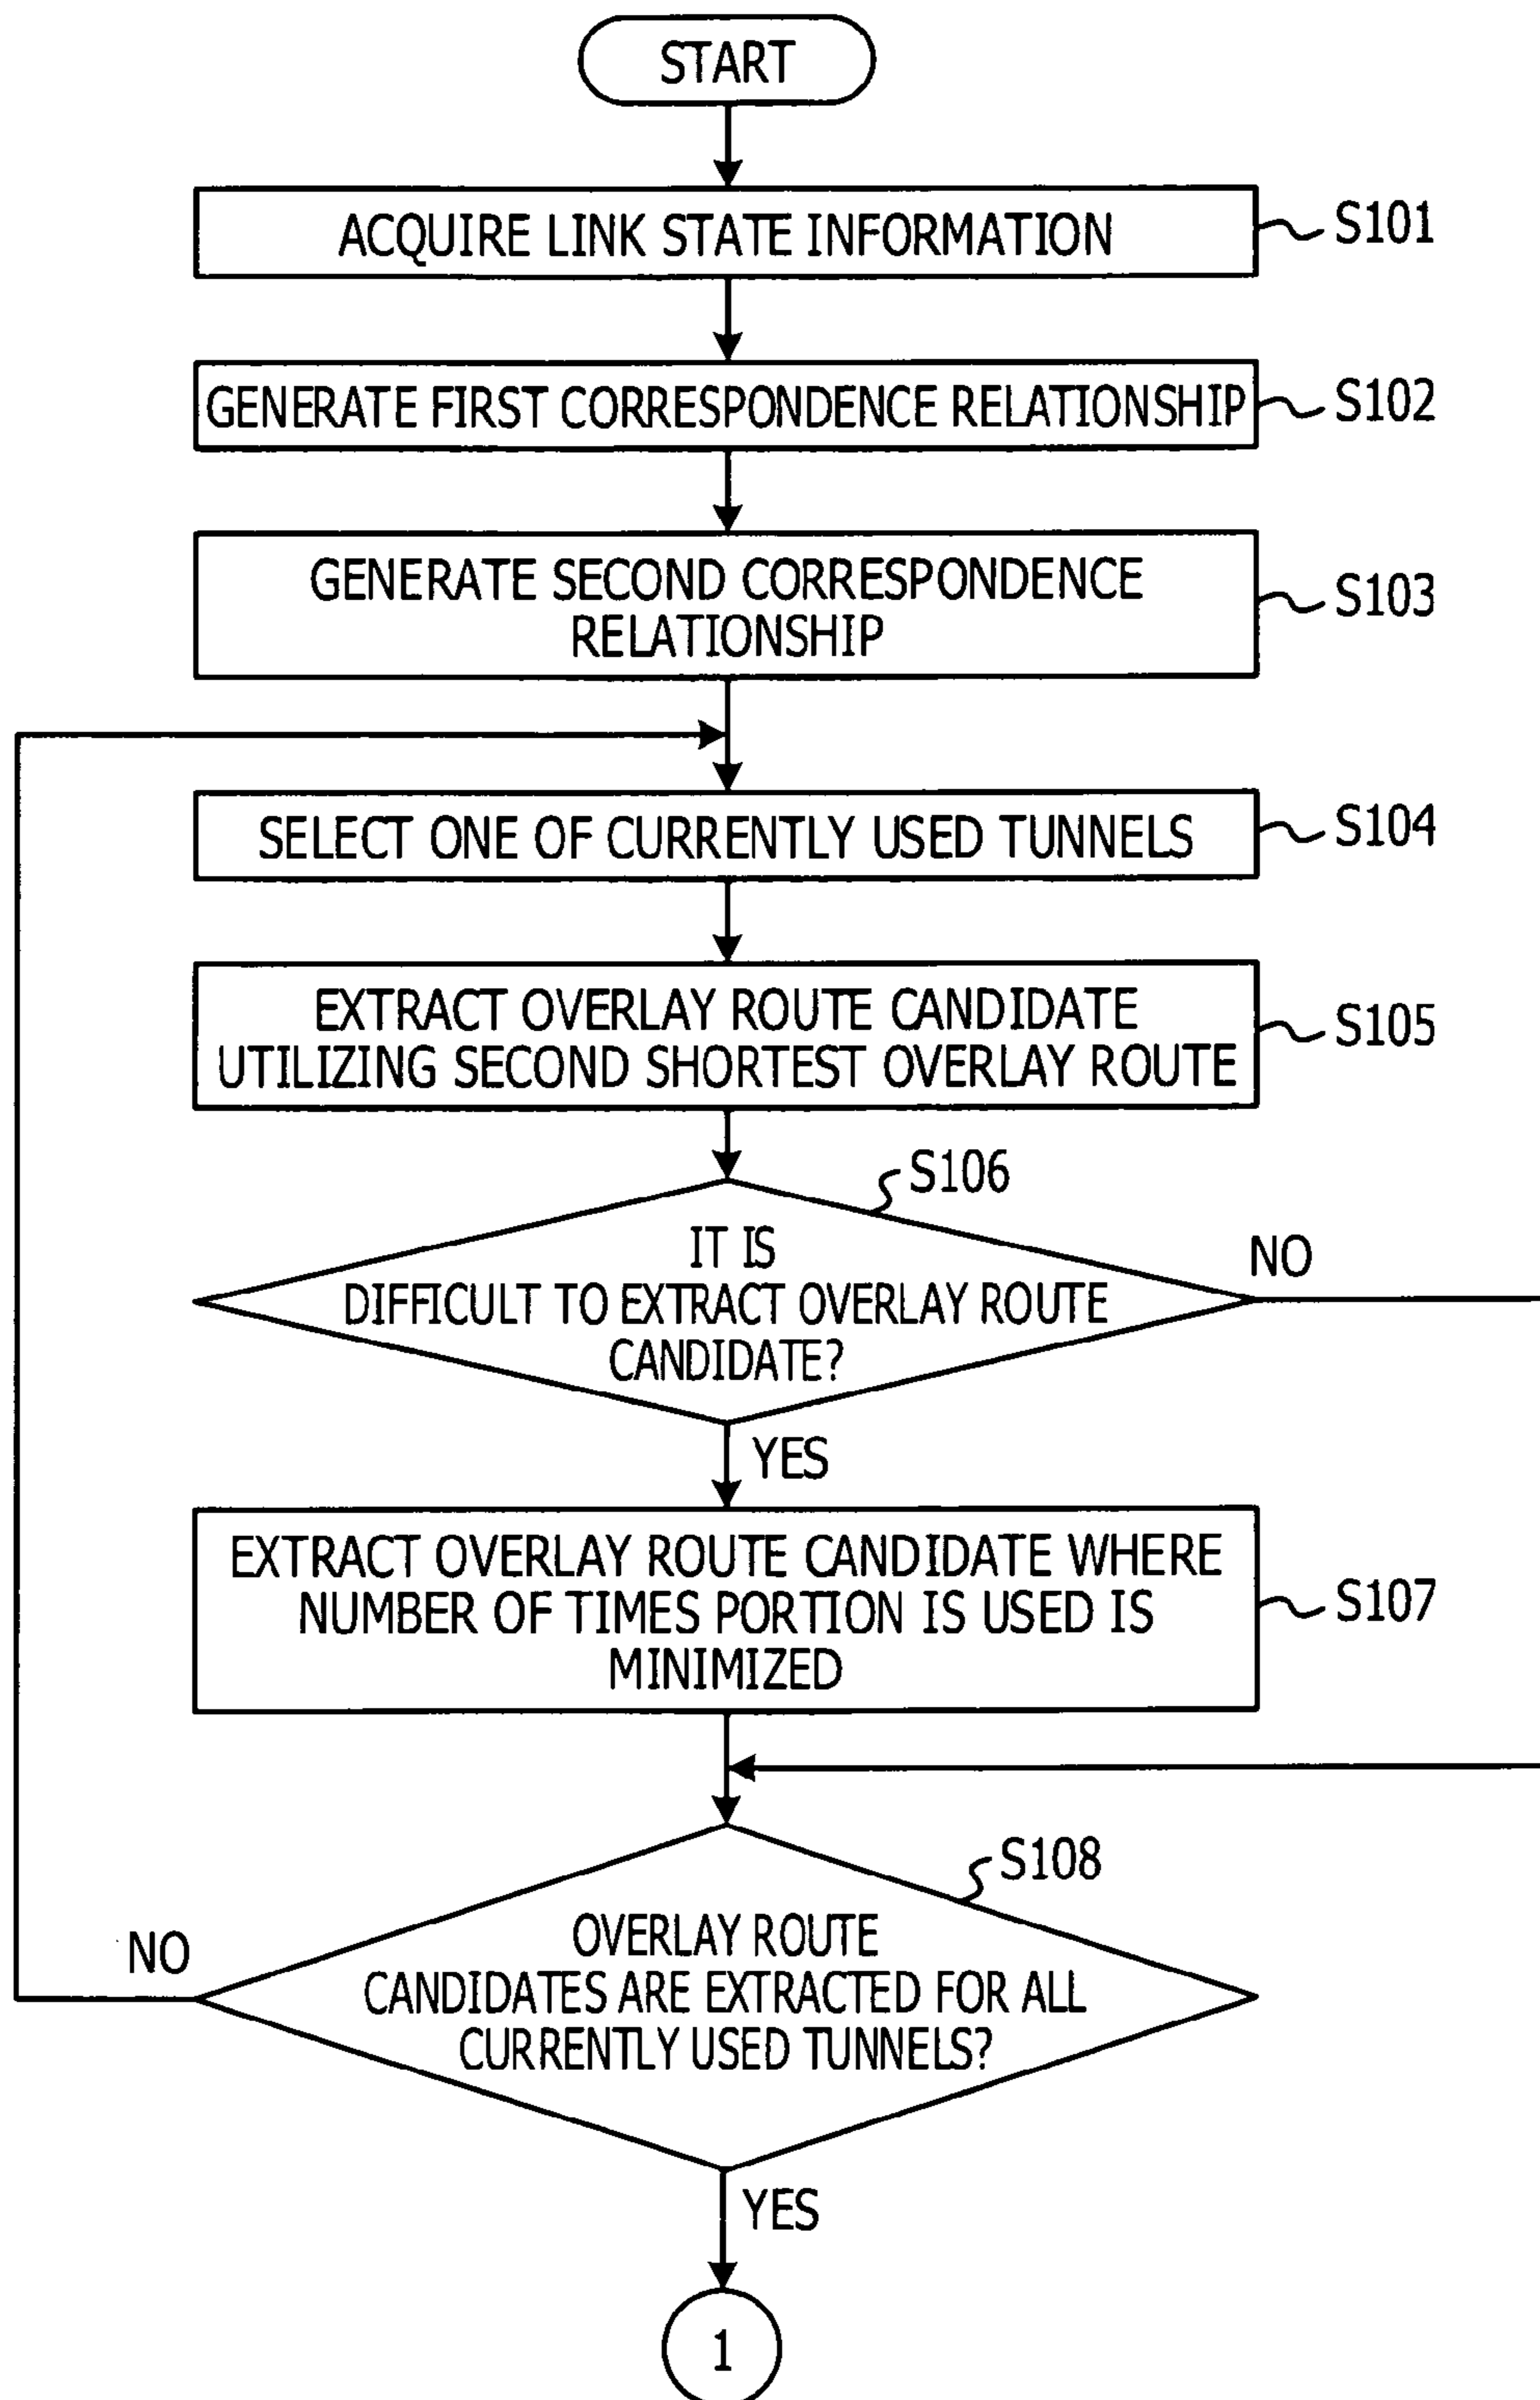 START
ACQUIRE LINK STATE INFORMATION
S101
GENERATE FIRST CORRESPONDENCE RELATIONSHIP
S102
GENERATE SECOND CORRESPONDENCE
RELATIONSHIP
S103
SELECT ONE OF CURRENTLY USED TUNNELS
S104
EXTRACT OVERLAY ROUTE CANDIDATE
UTILIZING SECOND SHORTEST OVERLAY ROUTE
S105
S106
IT IS
DIFFICULT TO EXTRACT OVERLAY ROUTE
CANDIDATE?
NO
YES
EXTRACT OVERLAY ROUTE CANDIDATE WHERE
NUMBER OF TIMES PORTION IS USED IS
MINIMIZED
S107
S108
OVERLAY ROUTE
CANDIDATES ARE EXTRACTED FOR ALL
CURRENTLY USED TUNNELS?
NO
YES
1